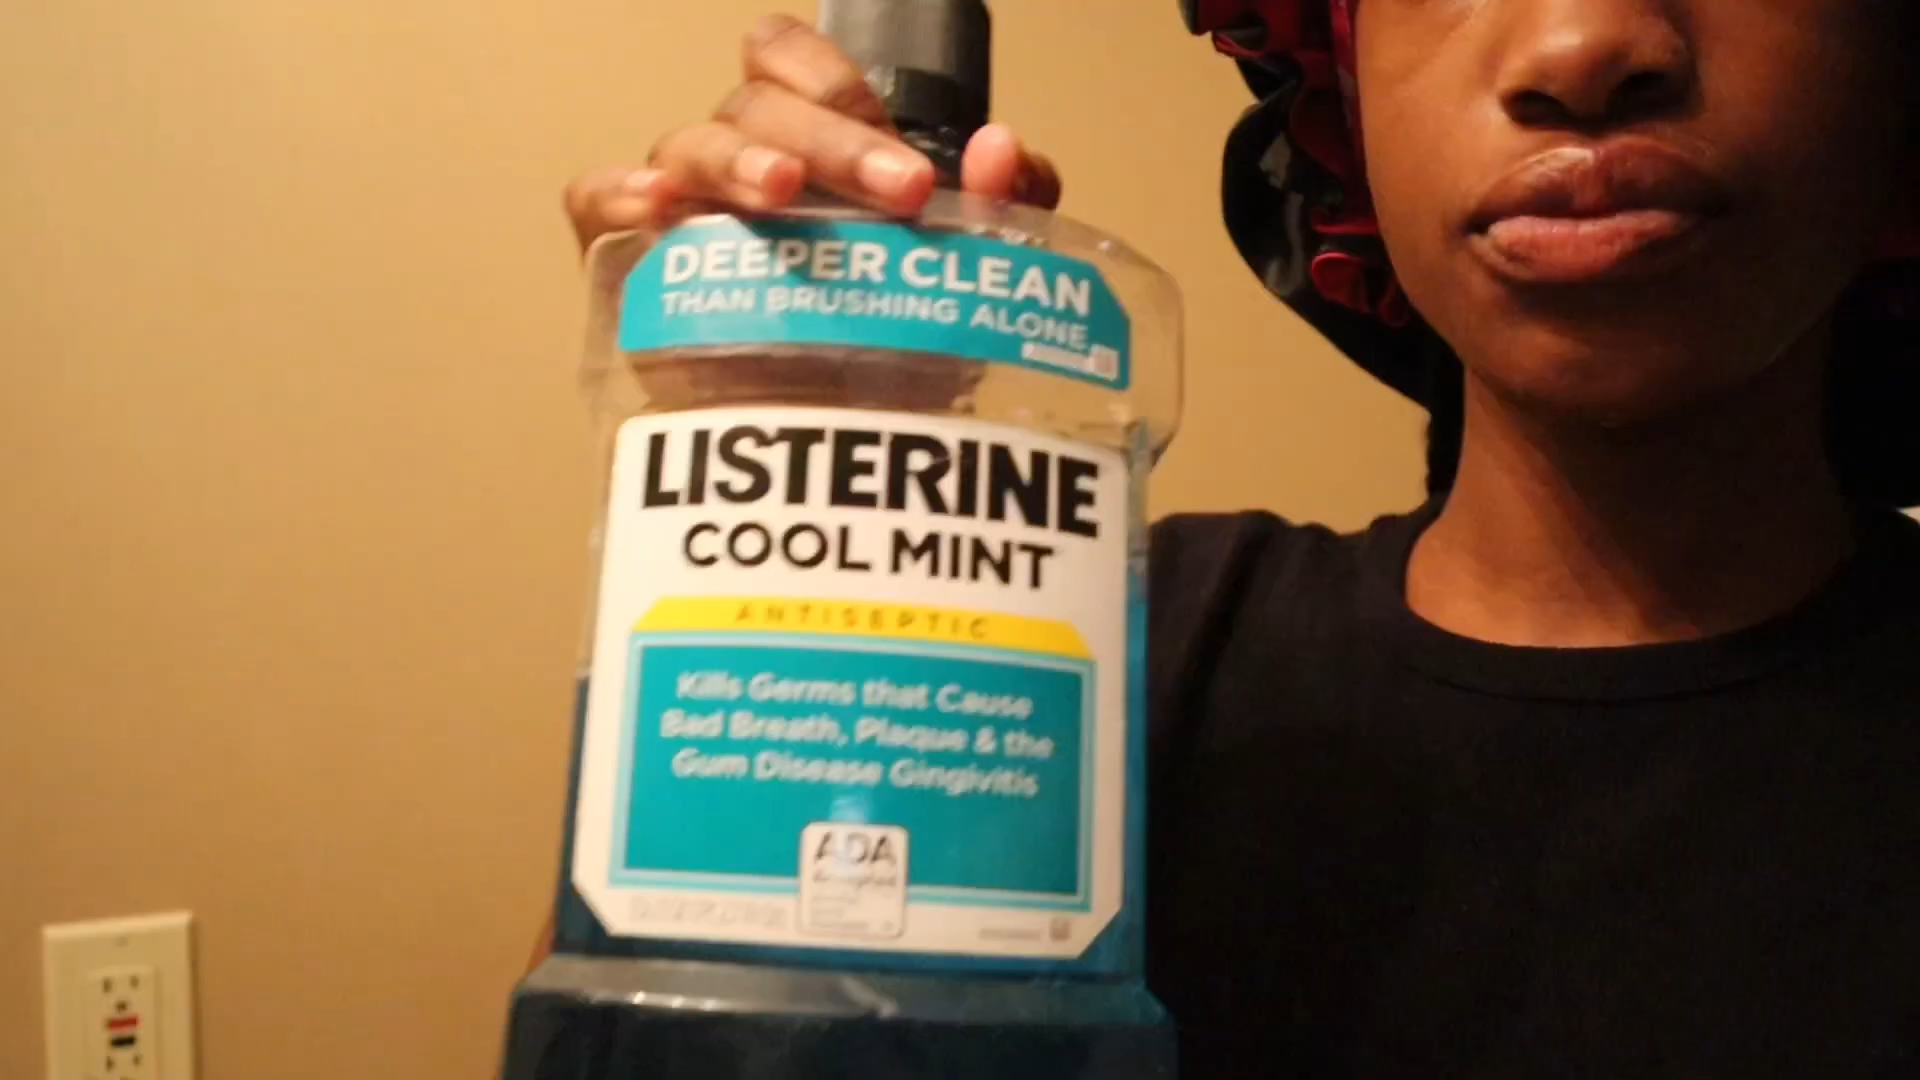 DEEPER CLEAN
THAN BRUSHING ALONE
LISTERINE
COOL MINT
ANTISEPTIC
Kills Germs that Cause
Bad Breath, Plaque & the
Gum Disease Gingivitis
ADA
Accepted